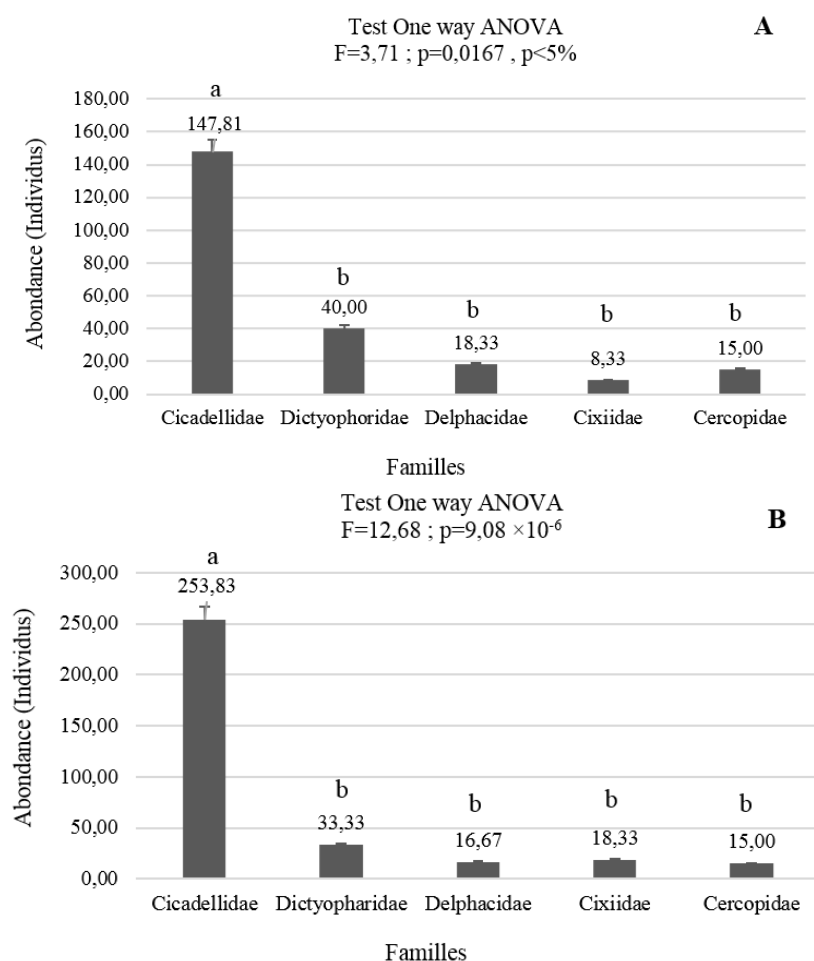 Test One way ANOVA
A
F=3,71 ; p=0,0167 , p<5%
Abondance (Individus)
180,00
160,00
140,00
120,00
100,00
80,00
60,00
40,00
20,00
0,00
a
147,81
b
40,00
b
18,33
b
8,33
b
15,00
Cicadellidae Dictyophoridae Delphacidae Cixiidae Cercopidae
Familles
Test One way ANOVA
B
F=12,68 ; p=9,08 ×10⁻⁶
Abondance (Individus)
300,00
250,00
200,00
150,00
100,00
50,00
0,00
a
253,83
b
33,33
b
16,67
b
18,33
b
15,00
Cicadellidae Dictyopharidae Delphacidae Cixiidae Cercopidae
Familles